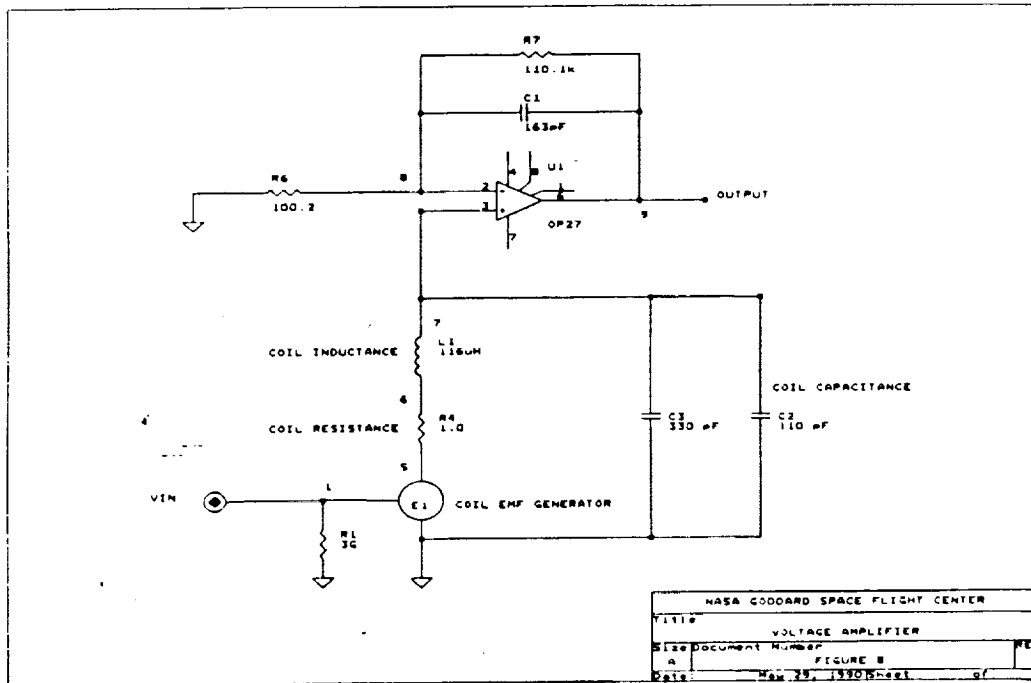 R7
110.1K
C1
163pF
U1
4
8
R6
8
2
-
1
6
OUTPUT
100.2
3
+
9
OP27
7
7
L1
116uH
COIL INDUCTANCE
COIL CAPACITANCE
6
R4
1.0
COIL RESISTANCE
C3
330 pF
C2
110 pF
5
VIN
1
E1
COIL EMF GENERATOR
R1
36
NASA GODDARD SPACE FLIGHT CENTER
Title
VOLTAGE AMPLIFIER
Size Document Number
A
FIGURE 8
Date: May 29, 1990 Sheet of